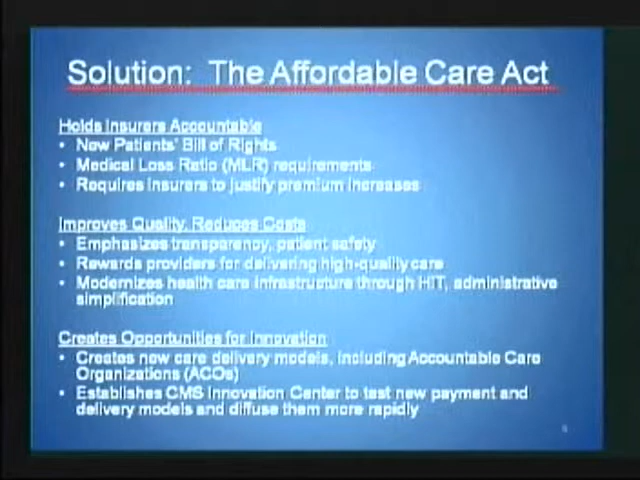 Solution: The Affordable Care Act
Holds Insurers Accountable
• New Patients' Bill of Rights
• Medical Loss Ratio (MLR) requirements
• Requires insurers to justify premium increases
Improves Quality, Reduces Costs
• Emphasizes transparency, patient safety
• Rewards providers for delivering high-quality care
• Modernizes health care infrastructure through HIT, administrative
simplification
Creates Opportunities for Innovation
• Creates new care delivery models, including Accountable Care
Organizations (ACOs)
• Establishes CMS Innovation Center to test new payment and
delivery models and diffuse them more rapidly